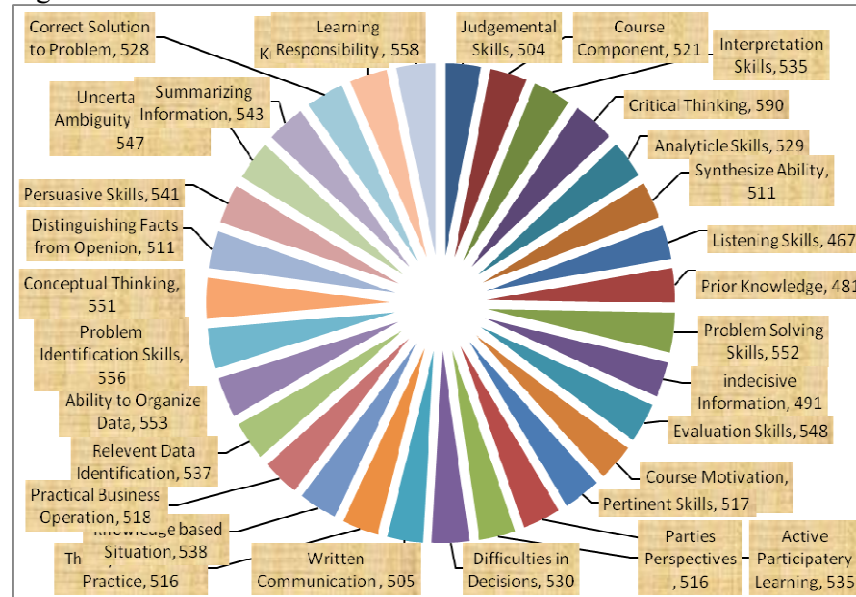 Correct Solution
to Problem, 528
Learning
Responsibility , 558
Judgemental
Skills, 504
Course
Component, 521
Interpretation
Skills, 535
Summarizing
Information, 543
Ambiguity
547
Critical Thinking, 590
Analyticle Skills, 529
Synthesize Ability,
511
Persuasive Skills, 541
Distinguishing Facts
from Openion, 511
Listening Skills, 467
Conceptual Thinking,
551
Prior Knowledge, 481
Problem
Identification Skills,
556
Problem Solving
Skills, 552
Ability to Organize
Data, 553
indecisive
Information, 491
Evaluation Skills, 548
Relevent Data
Identification, 537
Course Motivation,
Practical Business
Operation, 518
Pertinent Skills, 517
Knowledge based
Situation, 538
Practice, 516
Written
Communication , 505
Difficulties in
Decisions, 530
Parties
Perspectives
, 516
Active
Participatery
Learning, 535